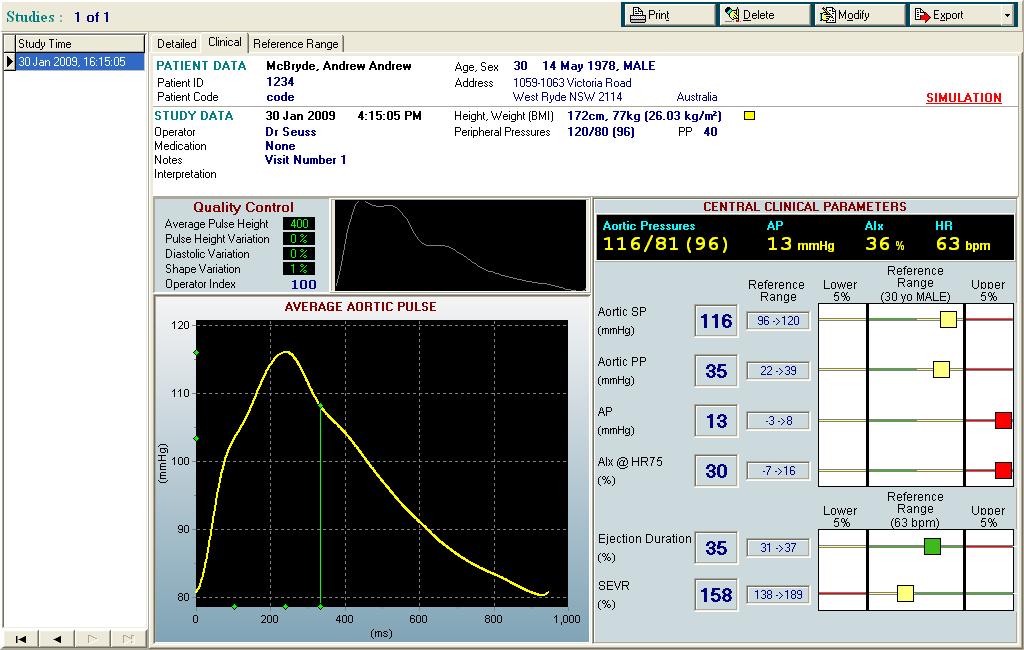 Studies : 1 of 1
Print Delete Modify Export
Study Time
30 Jan 2009, 16:15:05
Detailed Clinical Reference Range
PATIENT DATA McBryde, Andrew Andrew Age, Sex 30 14 May 1978, MALE
Patient ID 1234 Address 1059-1063 Victoria Road
Patient Code code West Ryde NSW 2114 Australia
SIMULATION
STUDY DATA 30 Jan 2009 4:15:05 PM Height, Weight (BMI) 172cm, 77kg (26.03 kg/m²)
Operator Dr Seuss Peripheral Pressures 120/80 (96) PP 40
Medication None
Notes Visit Number 1
Interpretation
Quality Control
Average Pulse Height 400
Pulse Height Variation 0 %
Diastolic Variation 0 %
Shape Variation 1 %
Operator Index 100
CENTRAL CLINICAL PARAMETERS
Aortic Pressures AP AIx HR
116/81 (96) 13 mmHg 36 % 63 bpm
AVERAGE AORTIC PULSE
120
110
100
90
80
(mmHg)
0 200 400 600 800 1,000
(ms)
Reference Range
Lower 5%
Reference Range (30 yo MALE)
Upper 5%
Aortic SP (mmHg) 116 96 -> 120
Aortic PP (mmHg) 35 22 -> 39
AP (mmHg) 13 -3 -> 8
AIx @ HR75 (%) 30 -7 -> 16
Lower 5%
Reference Range (63 bpm)
Upper 5%
Ejection Duration (%) 35 31 -> 37
SEVR (%) 158 138 -> 189